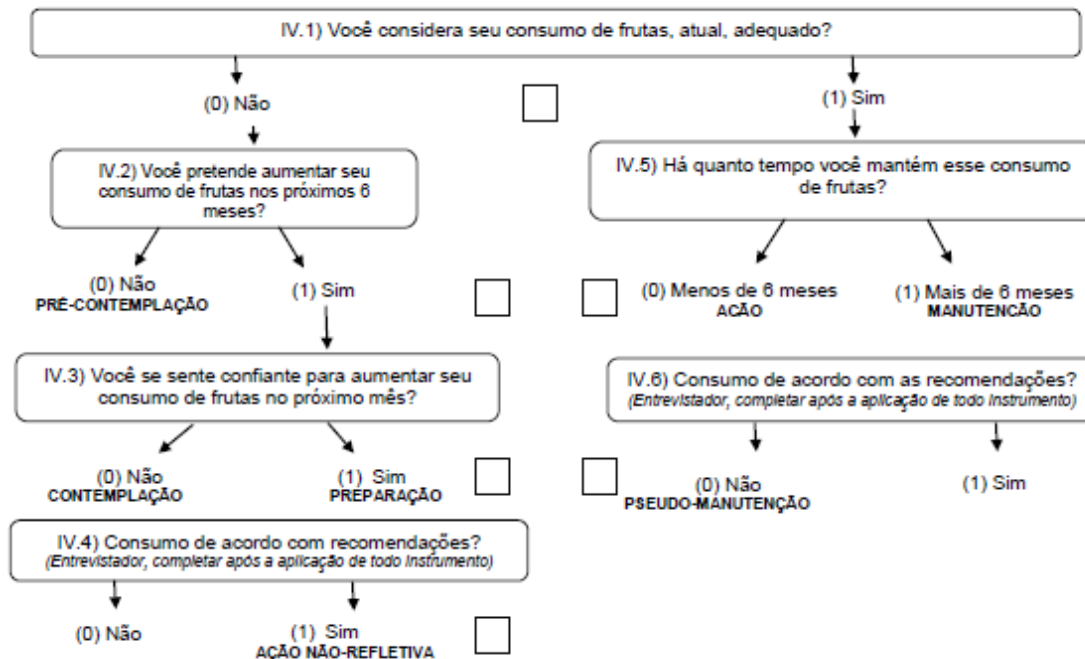 IV.1) Você considera seu consumo de frutas, atual, adequado?
(0) Não
(1) Sim
IV.2) Você pretende aumentar seu
consumo de frutas nos próximos 6
meses?
IV.5) Há quanto tempo você mantém esse consumo
de frutas?
(0) Não
PRÉ-CONTEMPLAÇÃO
(1) Sim
(0) Menos de 6 meses
AÇÃO
(1) Mais de 6 meses
MANUTENÇÃO
IV.3) Você se sente confiante para aumentar seu
consumo de frutas no próximo mês?
IV.6) Consumo de acordo com as recomendações?
(Entrevistador, completar após a aplicação de todo instrumento)
(0) Não
CONTEMPLAÇÃO
(1) Sim
PREPARAÇÃO
(0) Não
PSEUDO-MANUTENÇÃO
(1) Sim
IV.4) Consumo de acordo com recomendações?
(Entrevistador, completar após a aplicação de todo instrumento)
(0) Não
(1) Sim
AÇÃO NÃO-REFLETIVA